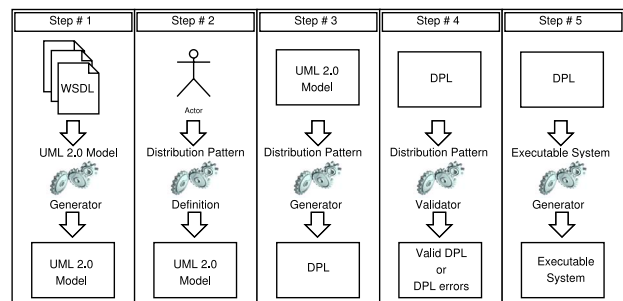 Step # 1
Step # 2
Step # 3
Step # 4
Step # 5
WSDL
Actor
UML 2.0
Model
DPL
DPL
UML 2.0 Model
Distribution Pattern
Distribution Pattern
Distribution Pattern
Executable System
Generator
Definition
Generator
Validator
Generator
UML 2.0
Model
UML 2.0
Model
DPL
Valid DPL
or
DPL errors
Executable
System